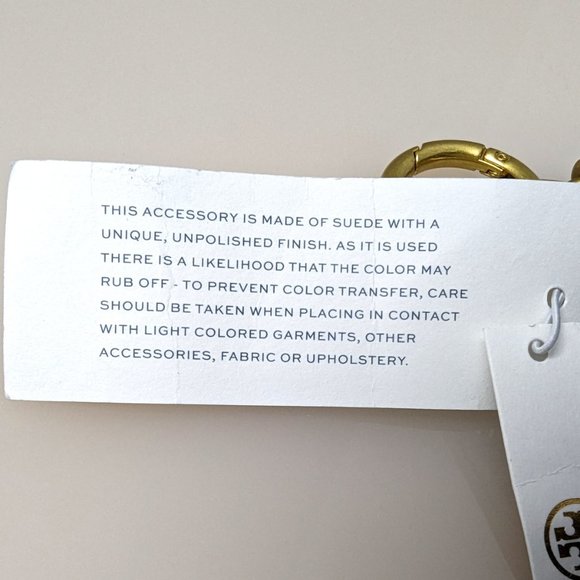 THIS ACCESSORY IS MADE OF SUEDE WITH A
UNIQUE, UNPOLISHED FINISH. AS IT IS USED
THERE IS A LIKELIHOOD THAT THE COLOR MAY
RUB OFF - TO PREVENT COLOR TRANSFER, CARE
SHOULD BE TAKEN WHEN PLACING IN CONTACT
WITH LIGHT COLORED GARMENTS, OTHER
ACCESSORIES, FABRIC OR UPHOLSTERY.